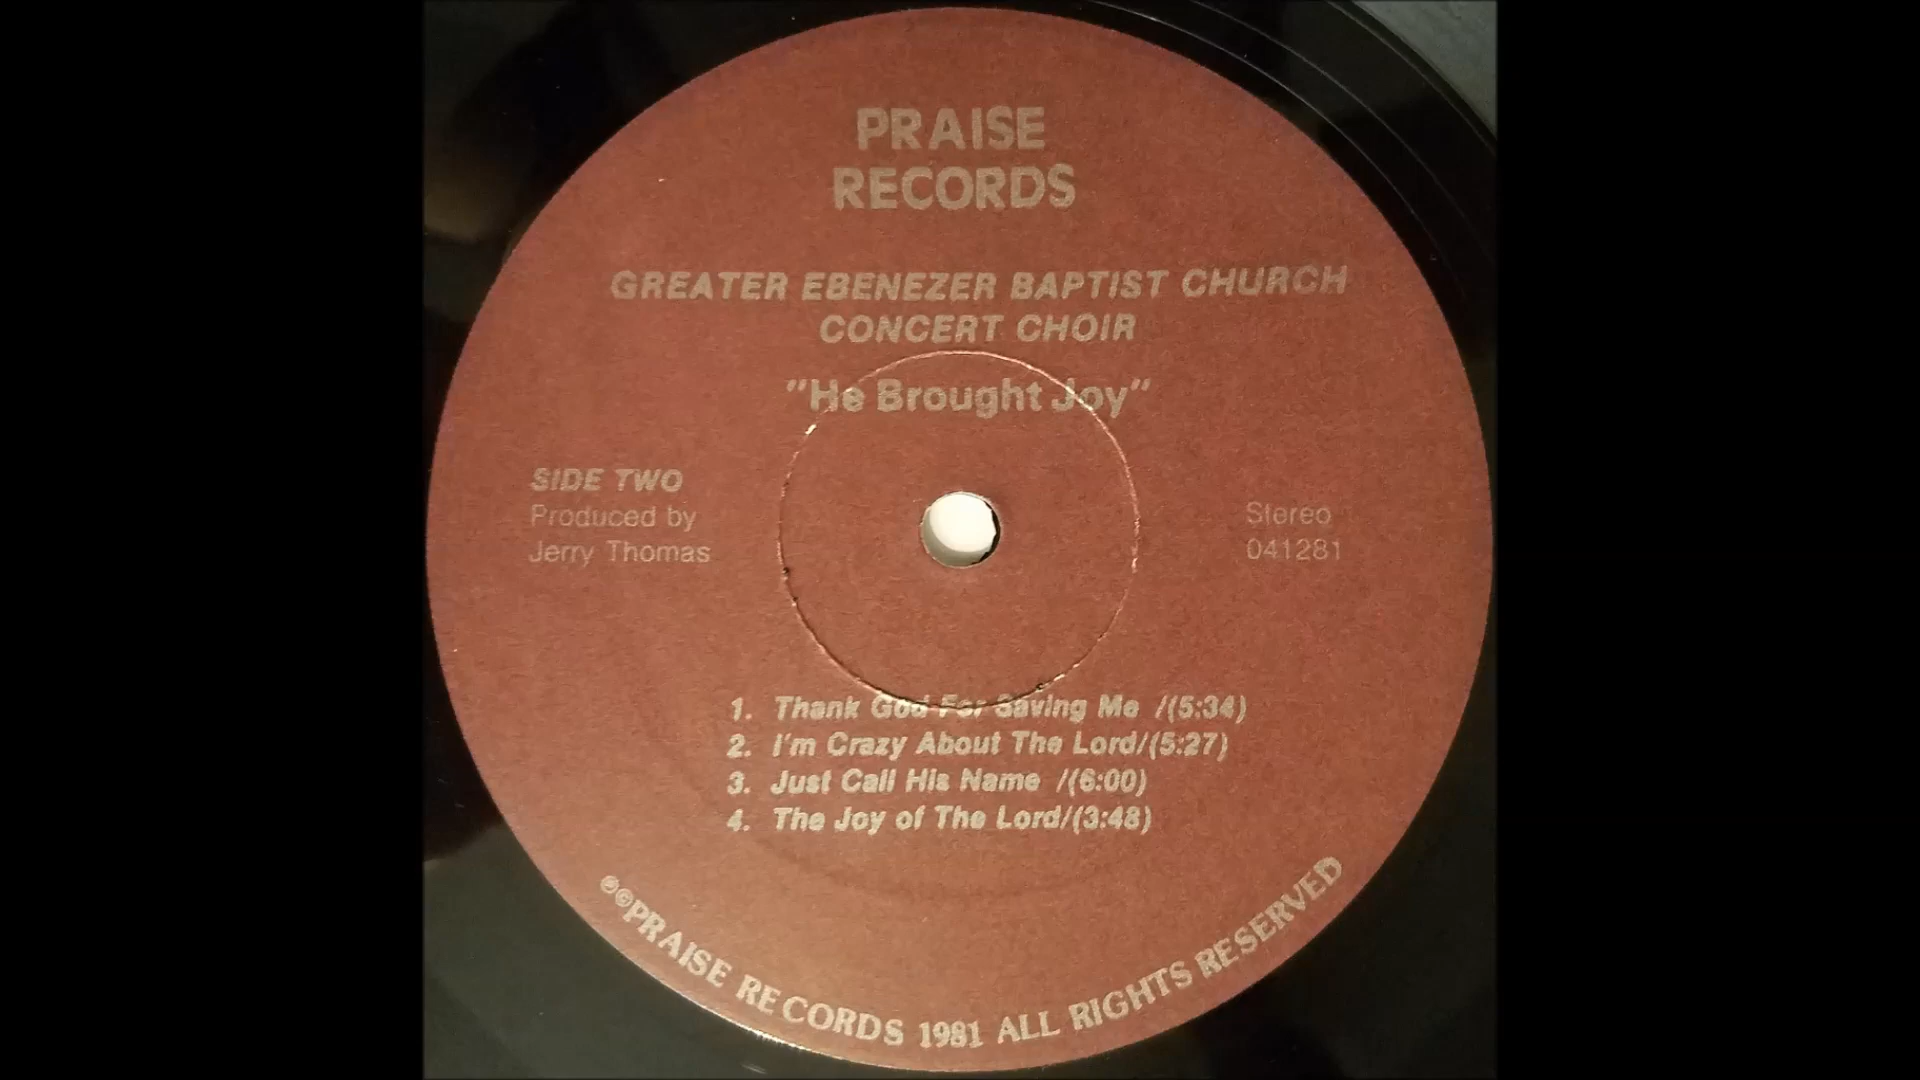 PRAISE
RECORDS
GREATER EBENEZER BAPTIST CHURCH
CONCERT CHOIR
"He Brought Joy"
SIDE TWO
Produced by
Jerry Thomas
Stereo
041281
1. Thank God For Saving Me /(5:34)
2. I'm Crazy About The Lord/(5:27)
3. Just Call His Name /(6:00)
4. The Joy of The Lord/(3:48)
℗©PRAISE RECORDS 1981 ALL RIGHTS RESERVED